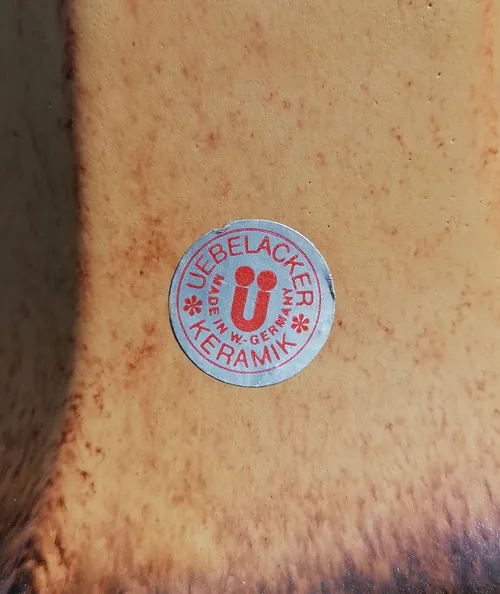 UEBELACKER
Ü
MADE IN W.-GERMANY
KERAMIK